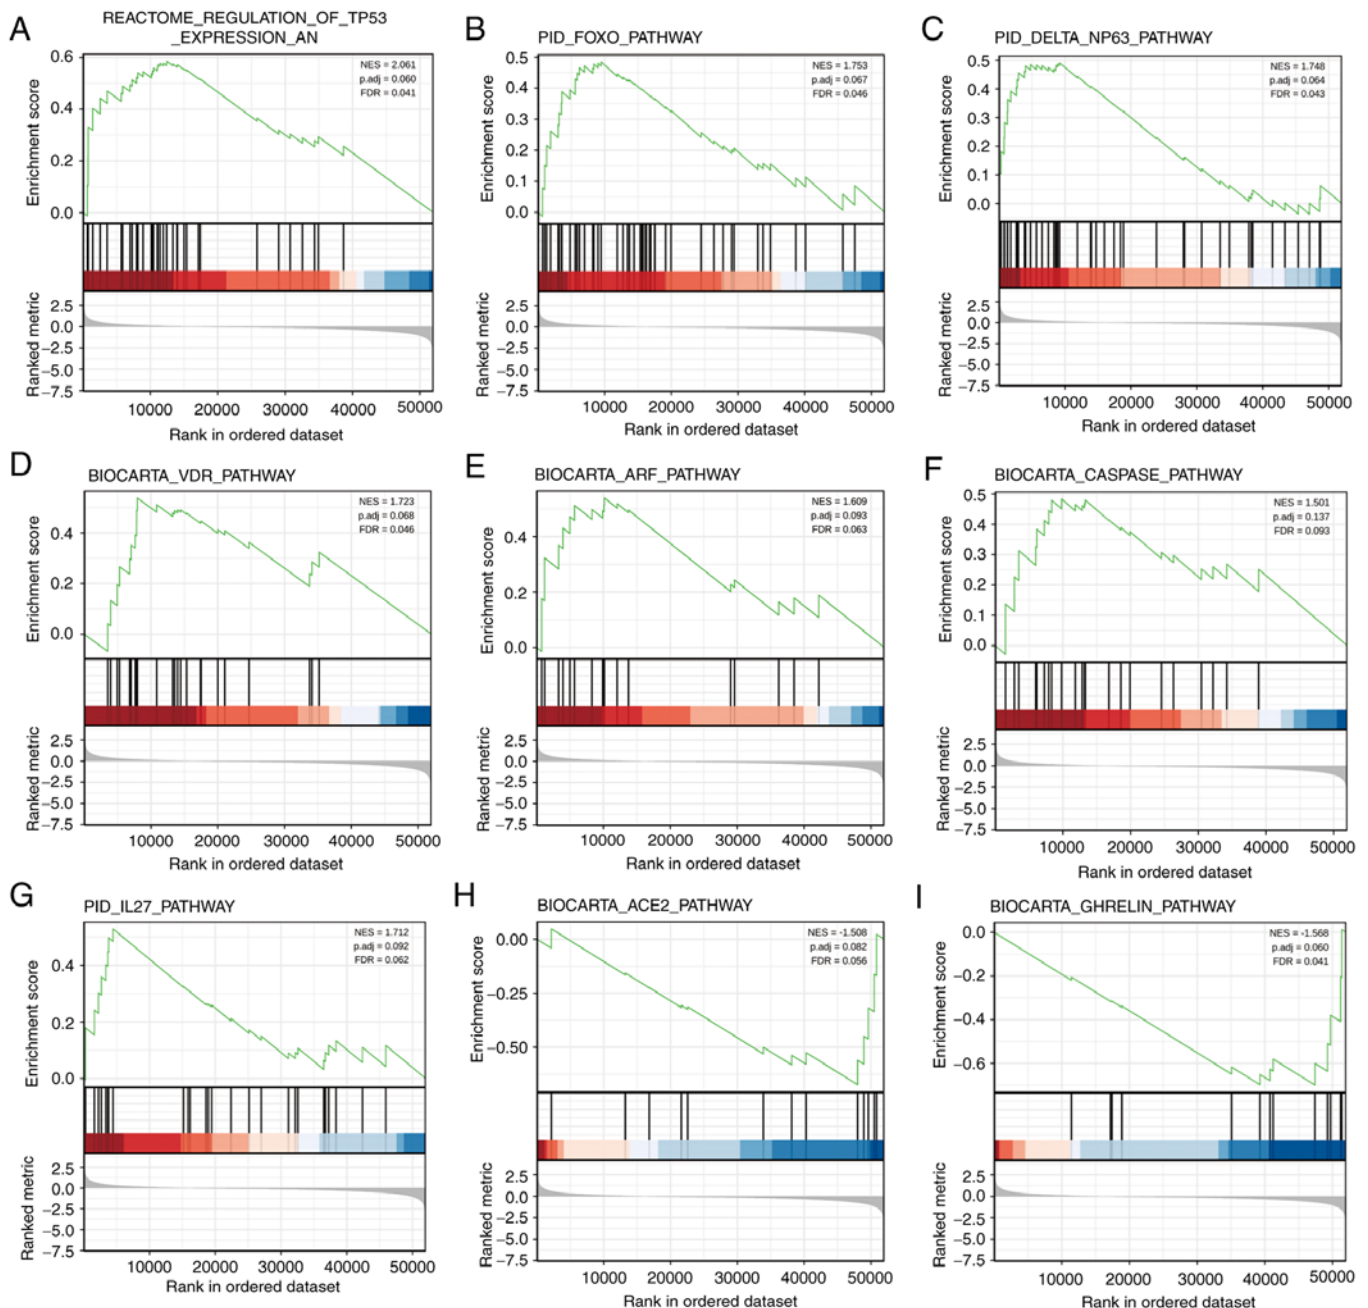 A
REACTOME_REGULATION_OF_TP53
_EXPRESSION_AN
NES = 2.061
p.adj = 0.060
FDR = 0.041
Enrichment score
0.6
0.4
0.2
0.0
Ranked metric
2.5
0.0
−2.5
−5.0
−7.5
10000 20000 30000 40000 50000
Rank in ordered dataset
B
PID_FOXO_PATHWAY
NES = 1.753
p.adj = 0.067
FDR = 0.046
Enrichment score
0.5
0.4
0.3
0.2
0.1
0.0
Ranked metric
2.5
0.0
−2.5
−5.0
−7.5
10000 20000 30000 40000 50000
Rank in ordered dataset
C
PID_DELTA_NP63_PATHWAY
NES = 1.748
p.adj = 0.064
FDR = 0.043
Enrichment score
0.5
0.4
0.3
0.2
0.1
0.0
Ranked metric
2.5
0.0
−2.5
−5.0
−7.5
10000 20000 30000 40000 50000
Rank in ordered dataset
D
BIOCARTA_VDR_PATHWAY
NES = 1.723
p.adj = 0.068
FDR = 0.046
Enrichment score
0.4
0.2
0.0
Ranked metric
2.5
0.0
−2.5
−5.0
−7.5
10000 20000 30000 40000 50000
Rank in ordered dataset
E
BIOCARTA_ARF_PATHWAY
NES = 1.609
p.adj = 0.093
FDR = 0.063
Enrichment score
0.4
0.2
0.0
Ranked metric
2.5
0.0
−2.5
−5.0
−7.5
10000 20000 30000 40000 50000
Rank in ordered dataset
F
BIOCARTA_CASPASE_PATHWAY
NES = 1.501
p.adj = 0.137
FDR = 0.093
Enrichment score
0.5
0.4
0.3
0.2
0.1
0.0
Ranked metric
2.5
0.0
−2.5
−5.0
−7.5
10000 20000 30000 40000 50000
Rank in ordered dataset
G
PID_IL27_PATHWAY
NES = 1.712
p.adj = 0.092
FDR = 0.062
Enrichment score
0.4
0.2
0.0
Ranked metric
2.5
0.0
−2.5
−5.0
−7.5
10000 20000 30000 40000 50000
Rank in ordered dataset
H
BIOCARTA_ACE2_PATHWAY
NES = -1.508
p.adj = 0.082
FDR = 0.056
Enrichment score
0.00
−0.25
−0.50
Ranked metric
2.5
0.0
−2.5
−5.0
−7.5
10000 20000 30000 40000 50000
Rank in ordered dataset
I
BIOCARTA_GHRELIN_PATHWAY
NES = -1.568
p.adj = 0.060
FDR = 0.041
Enrichment score
0.0
−0.2
−0.4
−0.6
Ranked metric
2.5
0.0
−2.5
−5.0
−7.5
10000 20000 30000 40000 50000
Rank in ordered dataset